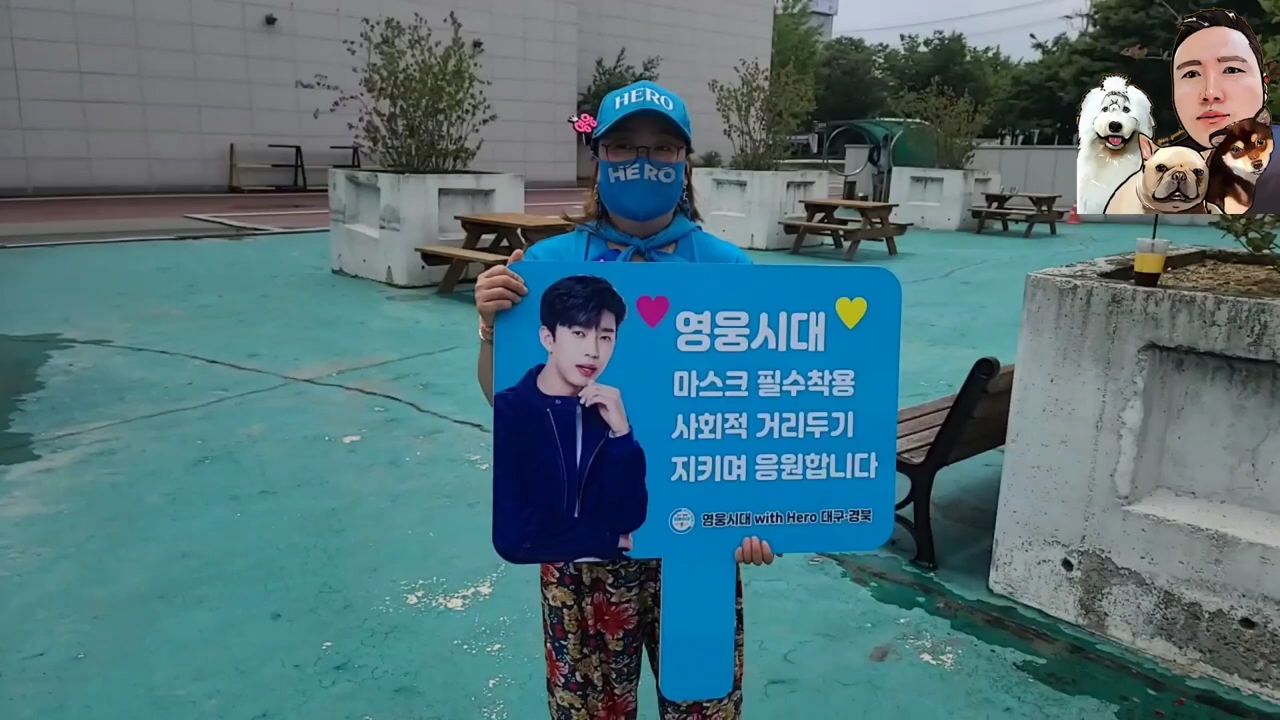 HERO
HERO
영웅시대
마스크 필수착용
사회적 거리두기
지키며 응원합니다
영웅시대 with Hero 대구·경북